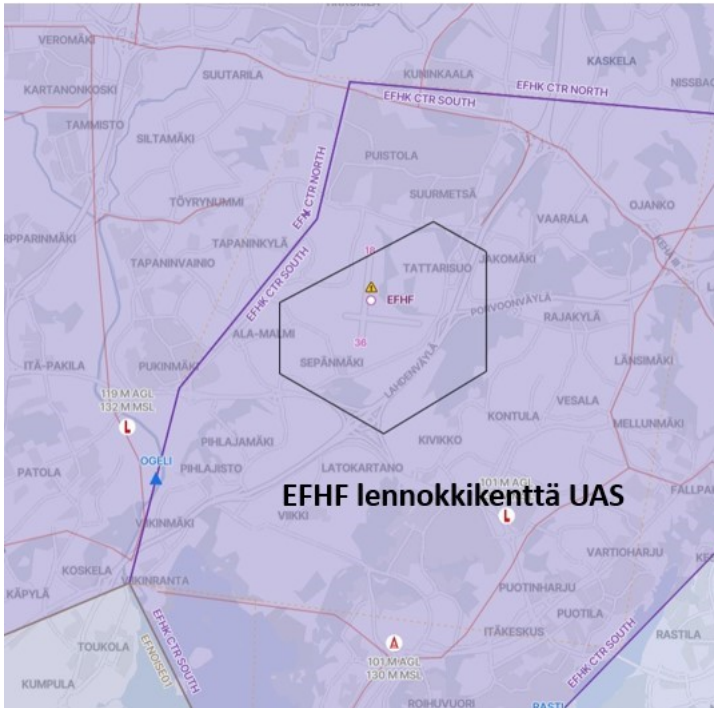 VEROMÄKI
KUNINKAALA
KASKELA
SUUTARILA
KARTANONKOSKI
EFHK CTR SOUTH
EFHK CTR NORTH
TAMMISTO
SILTAMÄKI
PUISTOLA
EFHK CTR NORTH
SUURMETSÄ
TÖYRYNUMMI
OJANKO
VAARALA
TAPANINKYLÄ
18
TAPANINVAINIO
TATTARISUO
JAKOMÄKI
EFHK CTR SOUTH
EFHF
PORVOONVÄYLÄ
RAJAKYLÄ
ALA-MALMI
36
ITÄ-PAKILA
PUKINMÄKI
SEPÄNMÄKI
LÄNSIMÄKI
LAHDENVÄYLÄ
119 M AGL
132 M MSL
VESALA
KONTULA
MELLUNMÄKI
PIHLAJAMÄKI
KIVIKKO
OGELI
PATOLA
PIHLAJISTO
LATOKARTANO
101 M AGL
EFHF lennokkikenttä UAS
VIIKINMÄKI
VIIKKI
VARTIOHARJU
KOSKELA
VIIKINRANTA
KÄPYLÄ
PUOTINHARJU
PUOTILA
ITÄKESKUS
RASTILA
TOUKOLA
EFNOISE01
EFHK CTR SOUTH
101 M AGL
130 M MSL
EFHK CTR SOUTH
KUMPULA
ROIHUVUORI
RASTI